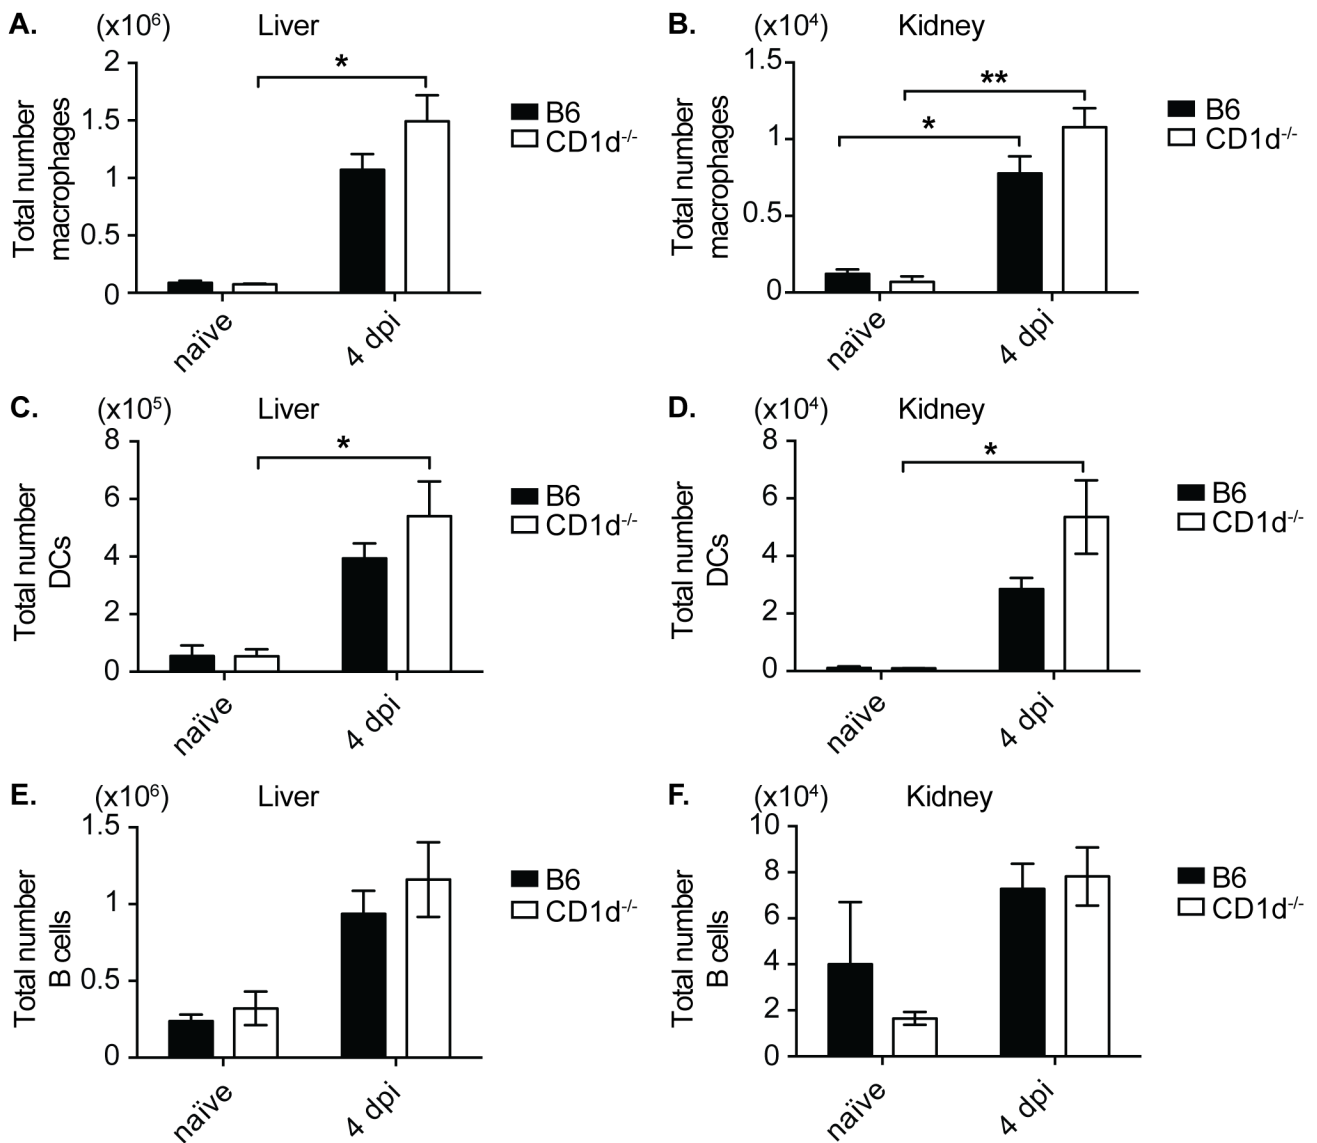 A. (x10⁶) Liver
2
1.5
1
0.5
0
Total number
macrophages
*
B6
CD1d⁻/⁻
naïve
4 dpi
B. (x10⁴) Kidney
1.5
1
0.5
0
Total number
macrophages
**
*
B6
CD1d⁻/⁻
naïve
4 dpi
C. (x10⁵) Liver
8
6
4
2
0
Total number
DCs
*
B6
CD1d⁻/⁻
naïve
4 dpi
D. (x10⁴) Kidney
8
6
4
2
0
Total number
DCs
*
B6
CD1d⁻/⁻
naïve
4 dpi
E. (x10⁶) Liver
1.5
1
0.5
0
Total number
B cells
B6
CD1d⁻/⁻
naïve
4 dpi
F. (x10⁴) Kidney
10
8
6
4
2
0
Total number
B cells
B6
CD1d⁻/⁻
naïve
4 dpi